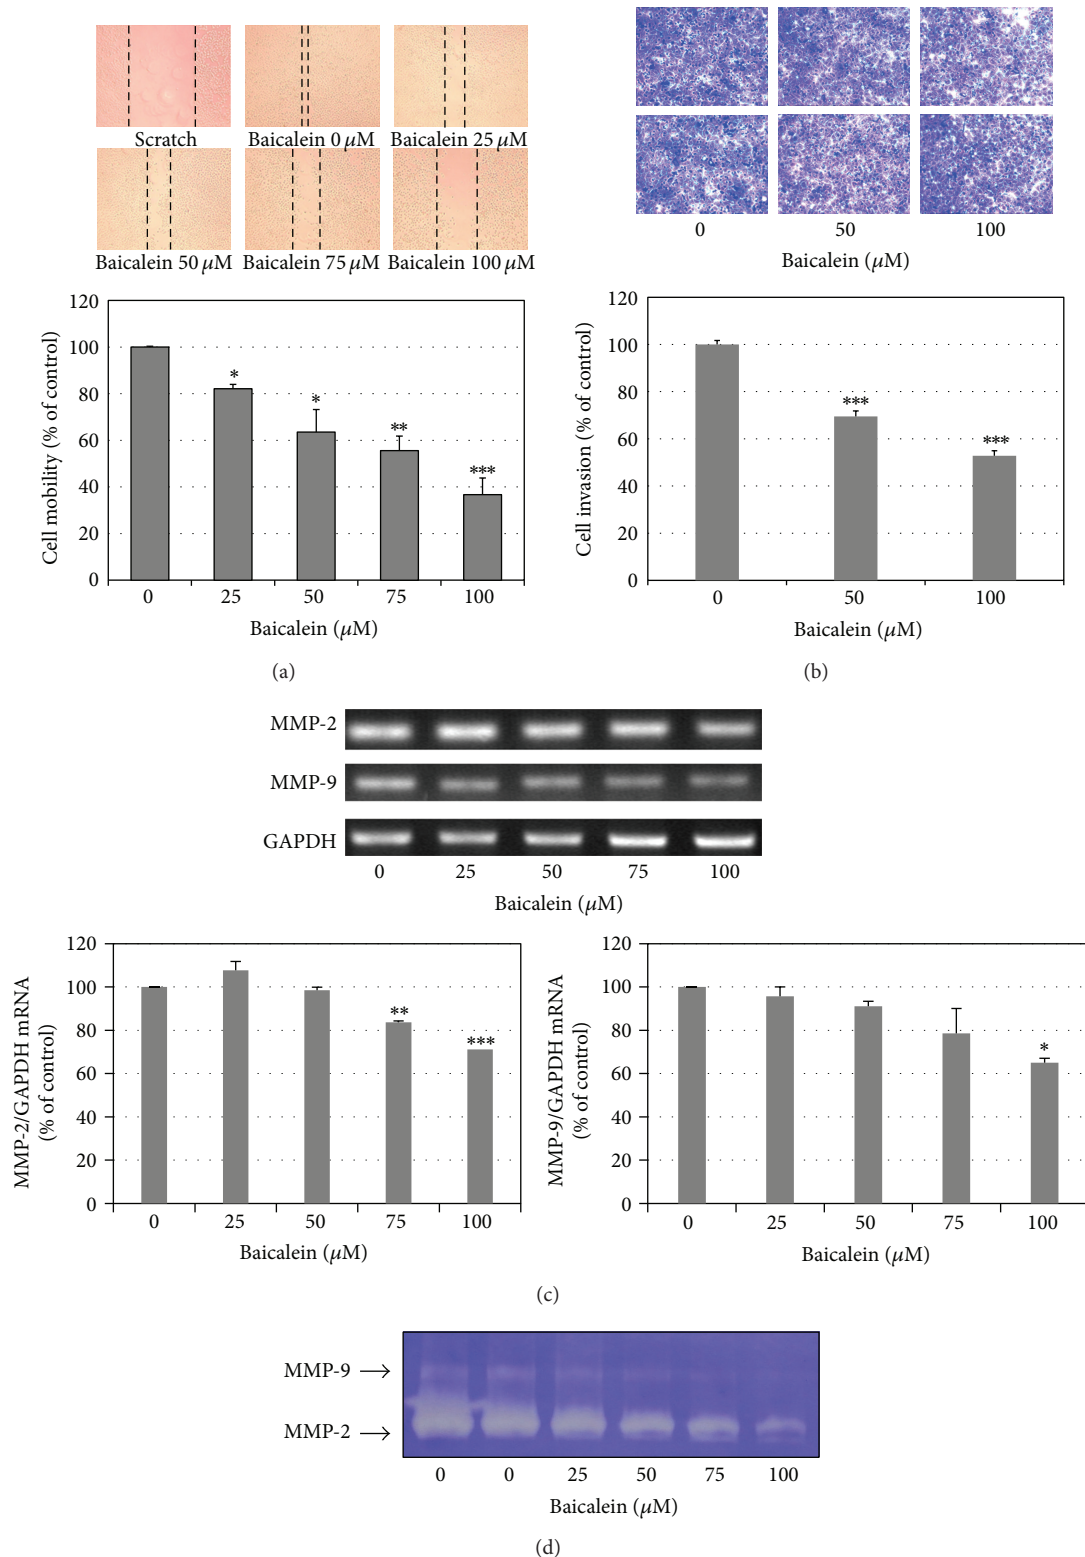 Scratch
Baicalein 0 μM
Baicalein 25 μM
Baicalein 50 μM
Baicalein 75 μM
Baicalein 100 μM
120
100
80
60
40
20
0
Cell mobility (% of control)
*
*
**
***
0 25 50 75 100
Baicalein (μM)
(a)
0 50 100
Baicalein (μM)
120
100
80
60
40
20
0
Cell invasion (% of control)
***
***
0 50 100
Baicalein (μM)
(b)
MMP-2
MMP-9
GAPDH
0 25 50 75 100
Baicalein (μM)
120
100
80
60
40
20
0
MMP-2/GAPDH mRNA
(% of control)
**
***
0 25 50 75 100
Baicalein (μM)
120
100
80
60
40
20
0
MMP-9/GAPDH mRNA
(% of control)
*
0 25 50 75 100
Baicalein (μM)
(c)
MMP-9 →
MMP-2 →
0 0 25 50 75 100
Baicalein (μM)
(d)